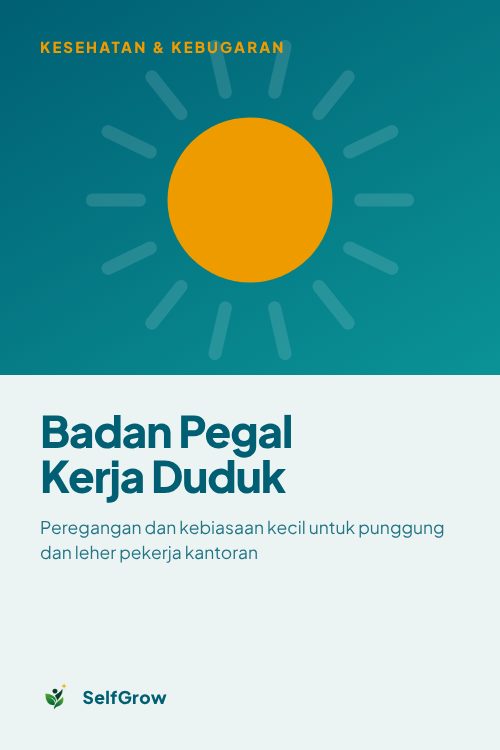 KESEHATAN & KEBUGARAN
Badan Pegal
Kerja Duduk
Peregangan dan kebiasaan kecil untuk punggung
dan leher pekerja kantoran
SelfGrow